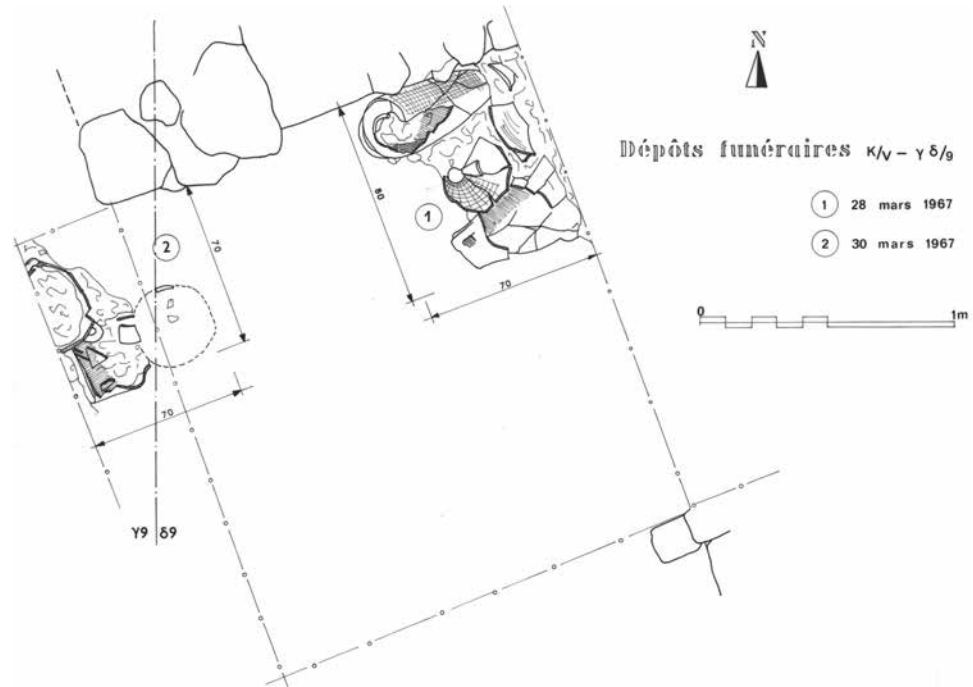 N
Dépôts funéraires K/V – γ δ/9
1 28 mars 1967
2 30 mars 1967
0 1m
80
1
70
2
70
70
γ9 δ9